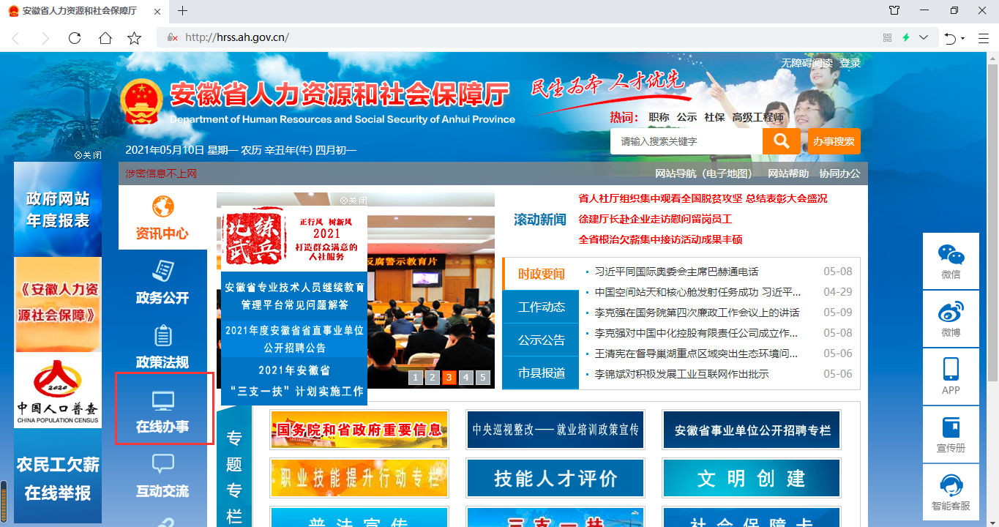 安徽省人力资源和社会保障厅
http://hrss.ah.gov.cn/
无障碍阅读 登录
安徽省人力资源和社会保障厅
Department of Human Resources and Social Security of Anhui Province
民生为本 人才优先
热词： 职称 公示 社保 高级工程师
请输入搜索关键字
办事搜索
2021年05月10日 星期一 农历 辛丑年(牛) 四月初一
涉密信息不上网
网站导航（电子地图） 网站帮助 协同办公
关闭
政府网站
年度报表
《安徽人力资
源社会保障》
2020
中国人口普查
CHINA POPULATION CENSUS
农民工欠薪
在线举报
资讯中心
政务公开
政策法规
在线办事
互动交流
关闭
练兵
比武
正行风 树新风
2021
打造群众满意的
人社服务
安徽省专业技术人员继续教育
管理平台常见问题解答
2021年度安徽省省直事业单位
公开招聘公告
2021年安徽省
“三支一扶”计划实施工作
反腐警示教育片
1 2 3 4 5
滚动新闻
省人社厅组织集中观看全国脱贫攻坚 总结表彰大会盛况
徐建厅长赴企业走访慰问留岗员工
全省根治欠薪集中接访活动成果丰硕
时政要闻
工作动态
公示公告
市县报道
习近平同国际奥委会主席巴赫通电话 05-08
中国空间站天和核心舱发射任务成功 习近平... 04-29
李克强在国务院第四次廉政工作会议上的讲话 05-09
李克强对中国中化控股有限责任公司成立作... 05-08
王清宪在督导巢湖重点区域突出生态环境问... 05-06
李锦斌对积极发展工业互联网作出批示 05-06
专
题
专
栏
国务院和省政府重要信息
中央巡视整改——就业培训政策宣传
安徽省事业单位公开招聘专栏
职业技能提升行动专栏
技能人才评价
文明创建
普法宣传
三支一扶
社会保障卡
微信
微博
APP
宣传册
智能客服